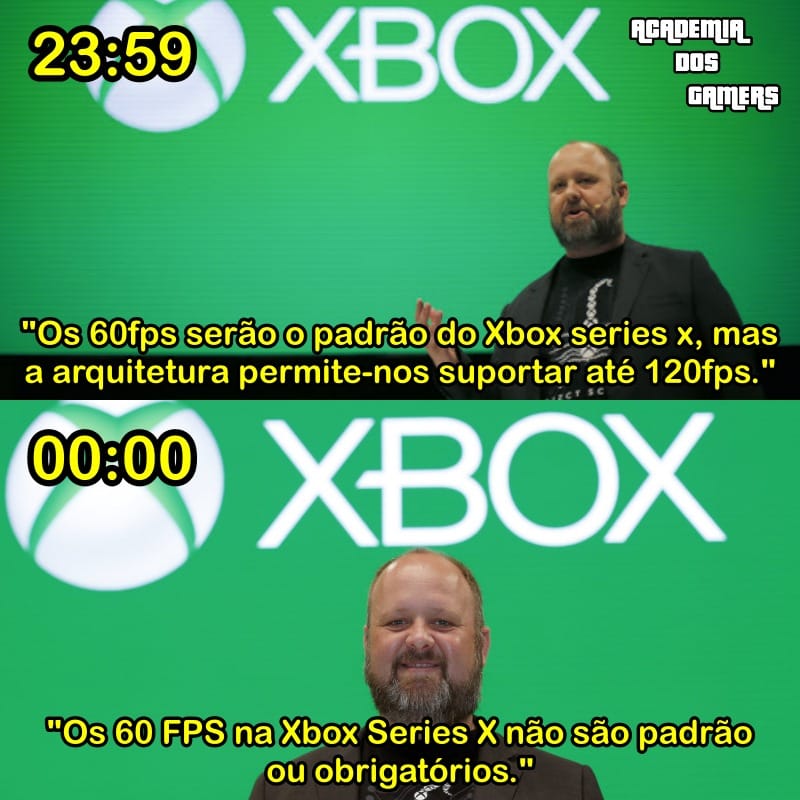 23:59
XBOX
ACADEMIA
DOS
GAMERS
"Os 60fps serão o padrão do Xbox series x, mas
a arquitetura permite-nos suportar até 120fps."
00:00
XBOX
"Os 60 FPS na Xbox Series X não são padrão
ou obrigatórios."